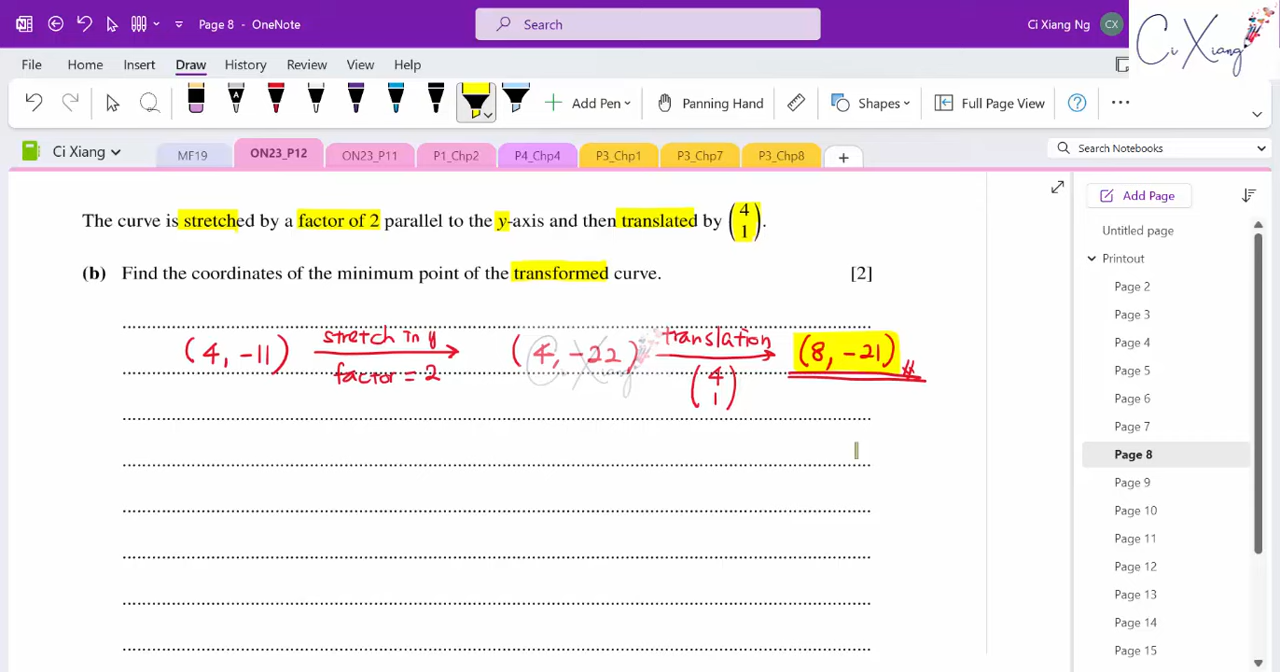 Page 8 - OneNote
Search
Ci Xiang Ng
CX
Ci Xiang
File Home Insert Draw History Review View Help
Add Pen
Panning Hand
Shapes
Full Page View
Ci Xiang
MF19
ON23_P12
ON23_P11
P1_Chp2
P4_Chp4
P3_Chp1
P3_Chp7
P3_Chp8
Search Notebooks
The curve is stretched by a factor of 2 parallel to the y-axis and then translated by (4 1).
(b) Find the coordinates of the minimum point of the transformed curve. [2]
(4, -11) stretch in y factor = 2 (4, -22) translation (4 1) (8, -21)
Ci Xiang
Add Page
Untitled page
Printout
Page 2
Page 3
Page 4
Page 5
Page 6
Page 7
Page 8
Page 9
Page 10
Page 11
Page 12
Page 13
Page 14
Page 15